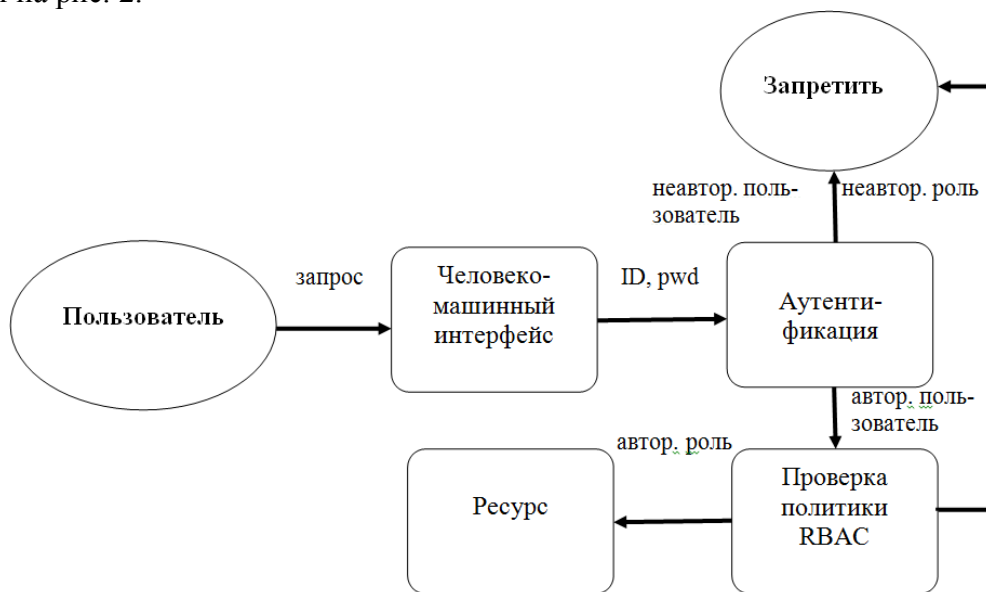 Запретить
неавтор. поль-
зователь
неавтор. роль
запрос
Человеко-
машинный
интерфейс
ID, pwd
Аутенти-
фикация
Пользователь
автор. поль-
зователь
автор. роль
Ресурс
Проверка
политики
RBAC